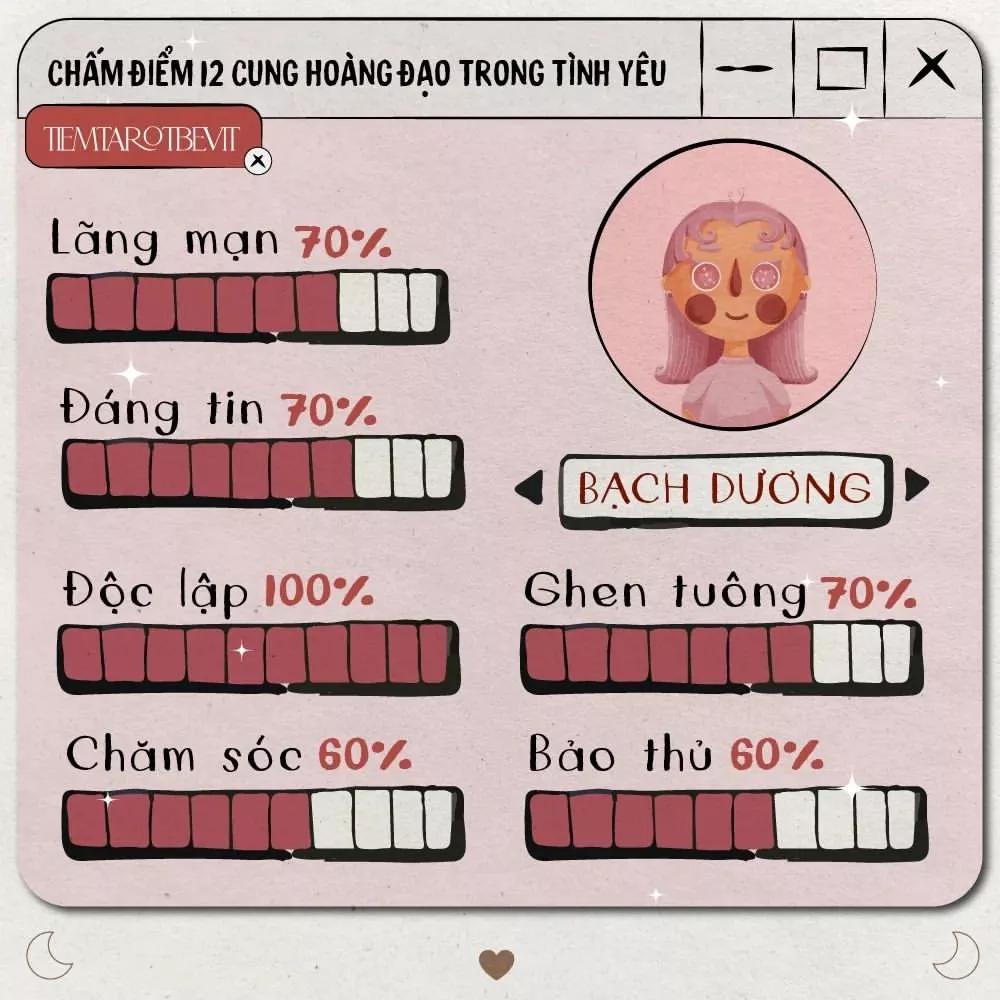 CHẤM ĐIỂM 12 CUNG HOÀNG ĐẠO TRONG TÌNH YÊU
TIEMTAROTBEVIT
Lãng mạn 70%
Đáng tin 70%
BẠCH DƯƠNG
Độc lập 100%
Ghen tuông 70%
Chăm sóc 60%
Bảo thủ 60%